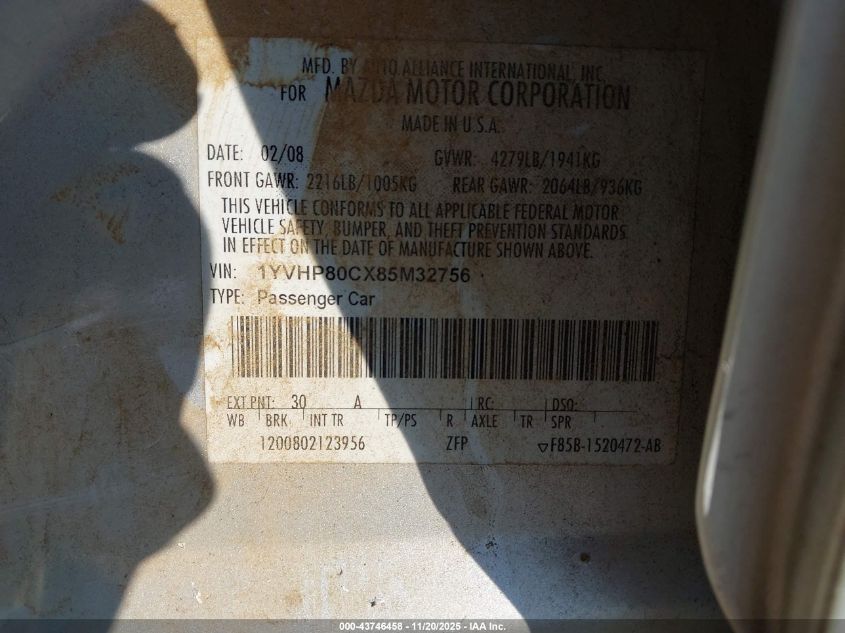 MFD. BY AUTO ALLIANCE INTERNATIONAL, INC.
FOR MAZDA MOTOR CORPORATION
MADE IN U.S.A.
DATE: 02/08 GVWR: 4279LB/1941KG
FRONT GAWR: 2216LB/1005KG REAR GAWR: 2064LB/936KG
THIS VEHICLE CONFORMS TO ALL APPLICABLE FEDERAL MOTOR
VEHICLE SAFETY, BUMPER, AND THEFT PREVENTION STANDARDS
IN EFFECT ON THE DATE OF MANUFACTURE SHOWN ABOVE.
VIN: 1YVHP80CX85M32756
TYPE: Passenger Car
EXT PNT: 30 A RC: DSO:
WB BRK INT TR TP/PS R AXLE TR SPR
1200802123956 ZFP F85B-1520472-AB
000-43746458 - 11/20/2025 - IAA Inc.